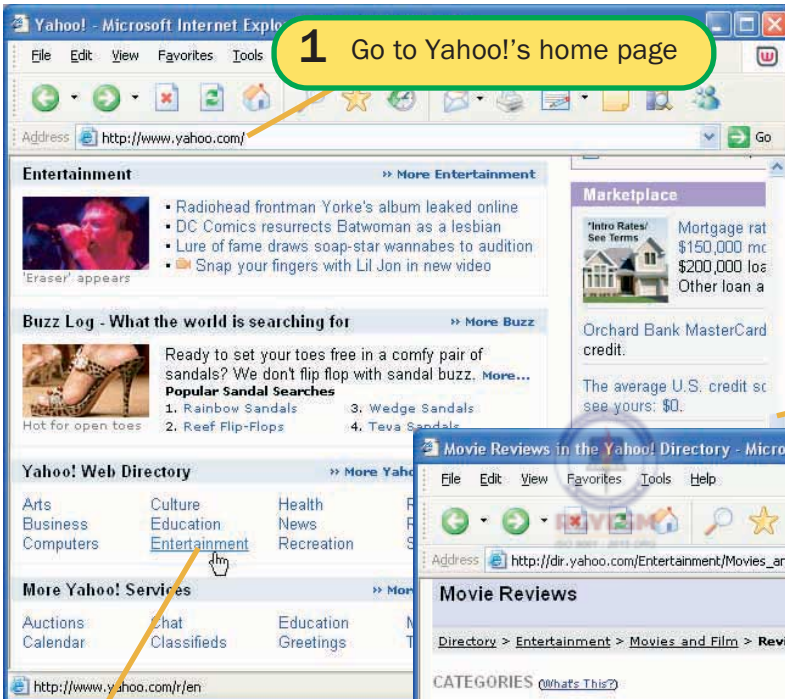 Yahoo! - Microsoft Internet Explo
1 Go to Yahoo!'s home page
File Edit View Favorites Tools
Address http://www.yahoo.com/ Go
Entertainment » More Entertainment
• Radiohead frontman Yorke's album leaked online
• DC Comics resurrects Batwoman as a lesbian
• Lure of fame draws soap-star wannabes to audition
• Snap your fingers with Lil Jon in new video
'Eraser' appears
Buzz Log - What the world is searching for » More Buzz
Ready to set your toes free in a comfy pair of
sandals? We don't flip flop with sandal buzz. More...
Popular Sandal Searches
1. Rainbow Sandals 3. Wedge Sandals
2. Reef Flip-Flops 4. Teva Sandals
Hot for open toes
Yahoo! Web Directory » More Yaho
Arts Culture Health
Business Education News
Computers Entertainment Recreation
More Yahoo! Services » Mor
Auctions Chat Education
Calendar Classifieds Greetings
http://www.yahoo.com/r/en
Marketplace
*Intro Rates/
See Terms
Mortgage rat
$150,000 mo
$200,000 loa
Other loan a
Orchard Bank MasterCard
credit.
The average U.S. credit sc
see yours: $0.
Movie Reviews in the Yahoo! Directory - Micro
File Edit View Favorites Tools Help
Address http://dir.yahoo.com/Entertainment/Movies_an
Movie Reviews
Directory > Entertainment > Movies and Film > Revi
CATEGORIES (What's This?)